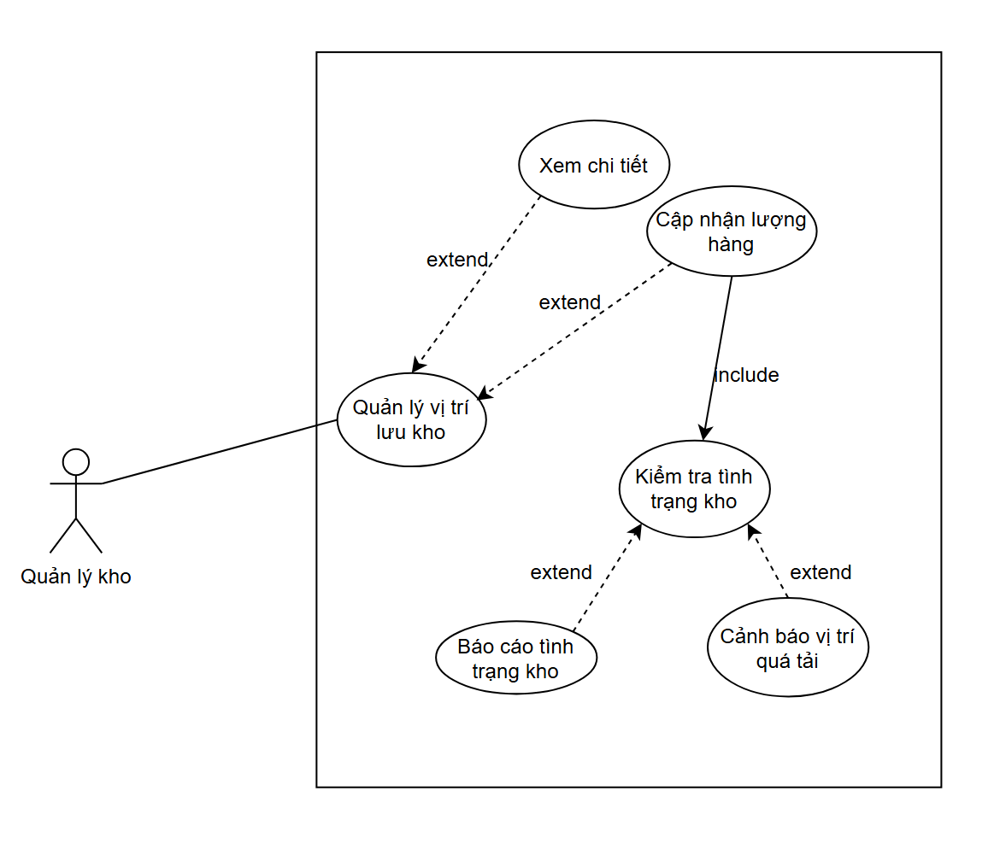 Xem chi tiết
Cập nhận lượng
hàng
extend
extend
include
Quản lý vị trí
lưu kho
Kiểm tra tình
trạng kho
Quản lý kho
extend
extend
Báo cáo tình
trạng kho
Cảnh báo vị trí
quá tải